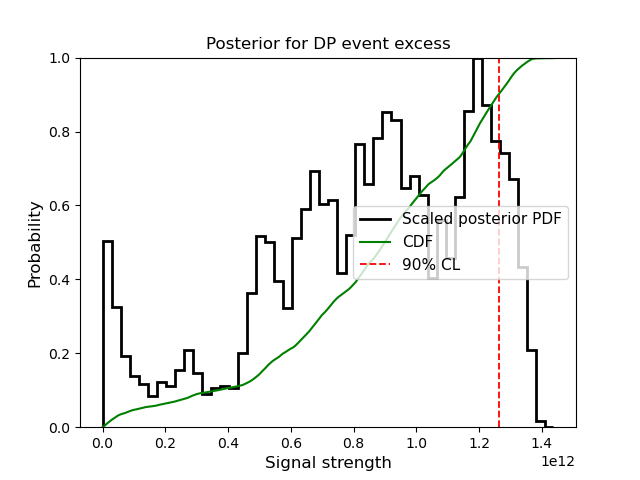 Posterior for DP event excess
1.0
0.8
0.6
0.4
0.2
0.0
Probability
Scaled posterior PDF
CDF
90% CL
0.0 0.2 0.4 0.6 0.8 1.0 1.2 1.4
1e12
Signal strength